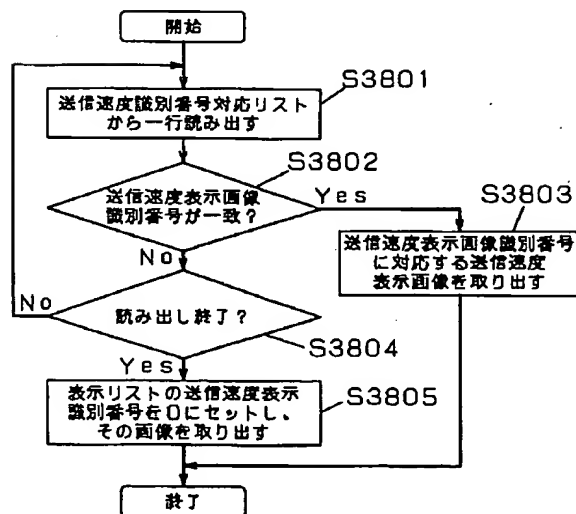 開始
S3801
送信速度識別番号対応リスト
から一行読み出す
S3802
送信速度表示画像
識別番号が一致?
Yes
S3803
送信速度表示画像識別番号
に対応する送信速度
表示画像を取り出す
No
No
読み出し終了?
S3804
Yes
表示リストの送信速度表示
識別番号を0にセットし、
その画像を取り出す
S3805
終了